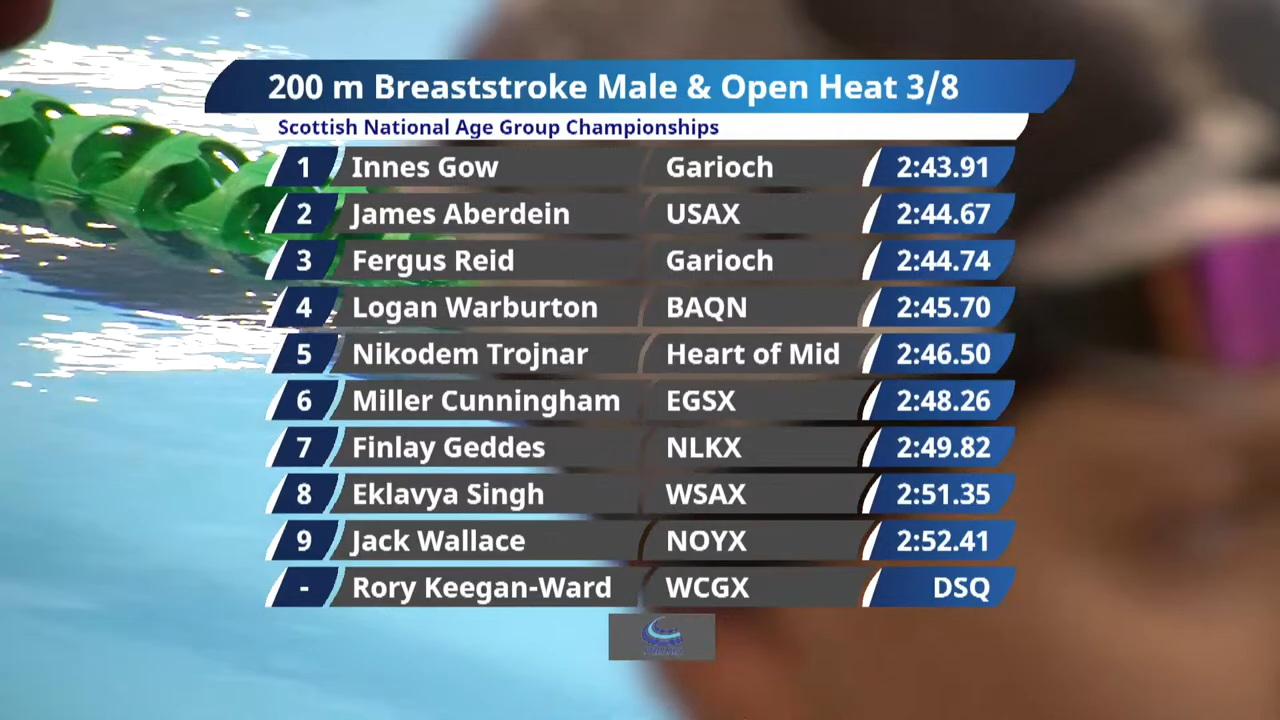 200 m Breaststroke Male & Open Heat 3/8
Scottish National Age Group Championships
1 Innes Gow Garioch 2:43.91
2 James Aberdein USAX 2:44.67
3 Fergus Reid Garioch 2:44.74
4 Logan Warburton BAQN 2:45.70
5 Nikodem Trojnar Heart of Mid 2:46.50
6 Miller Cunningham EGSX 2:48.26
7 Finlay Geddes NLKX 2:49.82
8 Eklavya Singh WSAX 2:51.35
9 Jack Wallace NOYX 2:52.41
- Rory Keegan-Ward WCGX DSQ